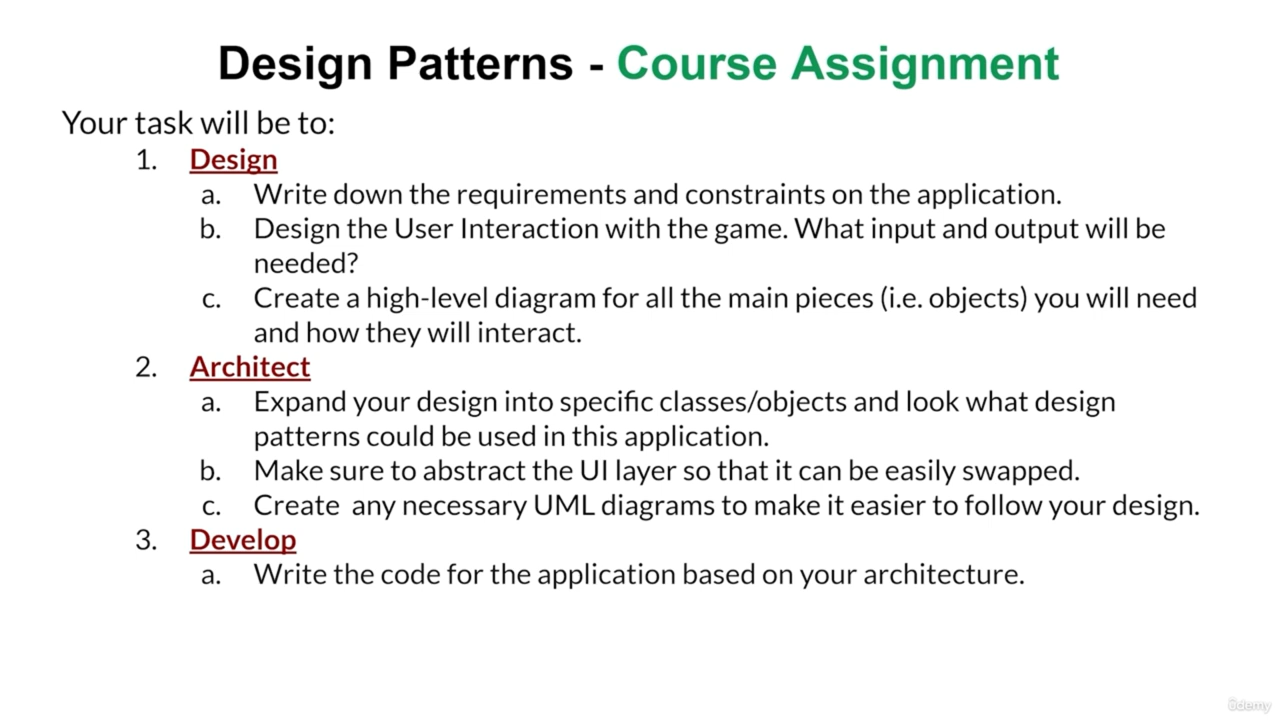 Design Patterns - Course Assignment
Your task will be to:
1. Design
a. Write down the requirements and constraints on the application.
b. Design the User Interaction with the game. What input and output will be
needed?
c. Create a high-level diagram for all the main pieces (i.e. objects) you will need
and how they will interact.
2. Architect
a. Expand your design into specific classes/objects and look what design
patterns could be used in this application.
b. Make sure to abstract the UI layer so that it can be easily swapped.
c. Create any necessary UML diagrams to make it easier to follow your design.
3. Develop
a. Write the code for the application based on your architecture.
ûdemy